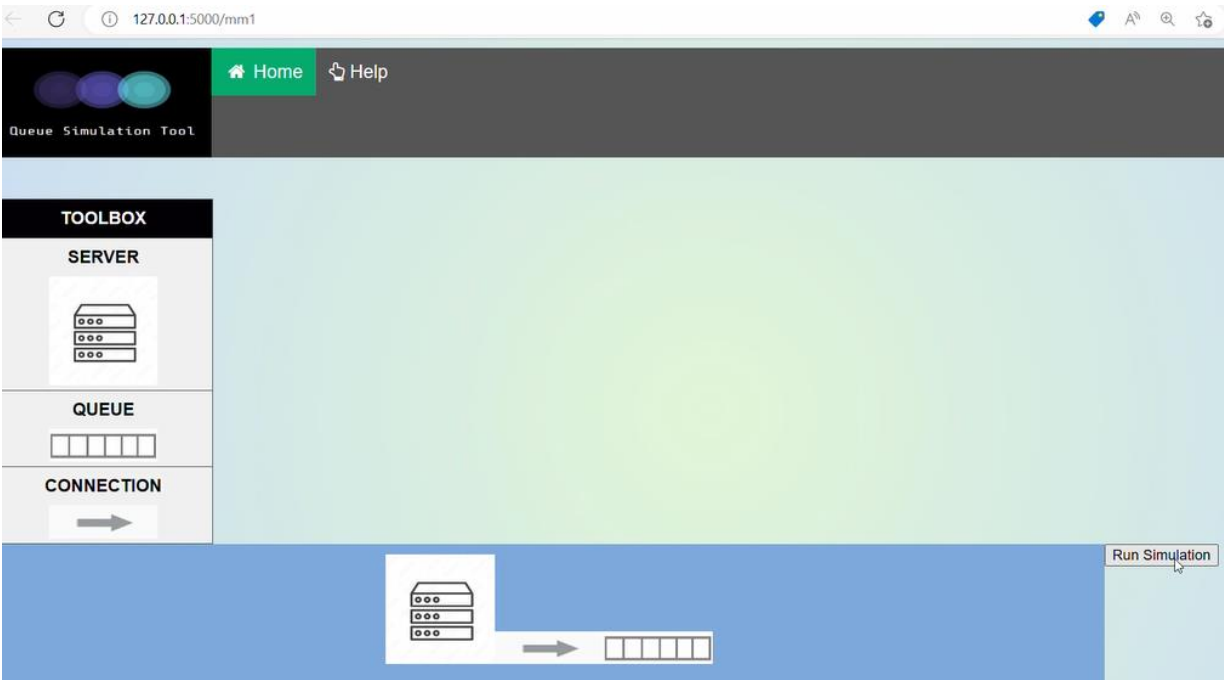 127.0.0.1:5000/mm1
Home Help
Queue Simulation Tool
TOOLBOX
SERVER
QUEUE
CONNECTION
Run Simulation